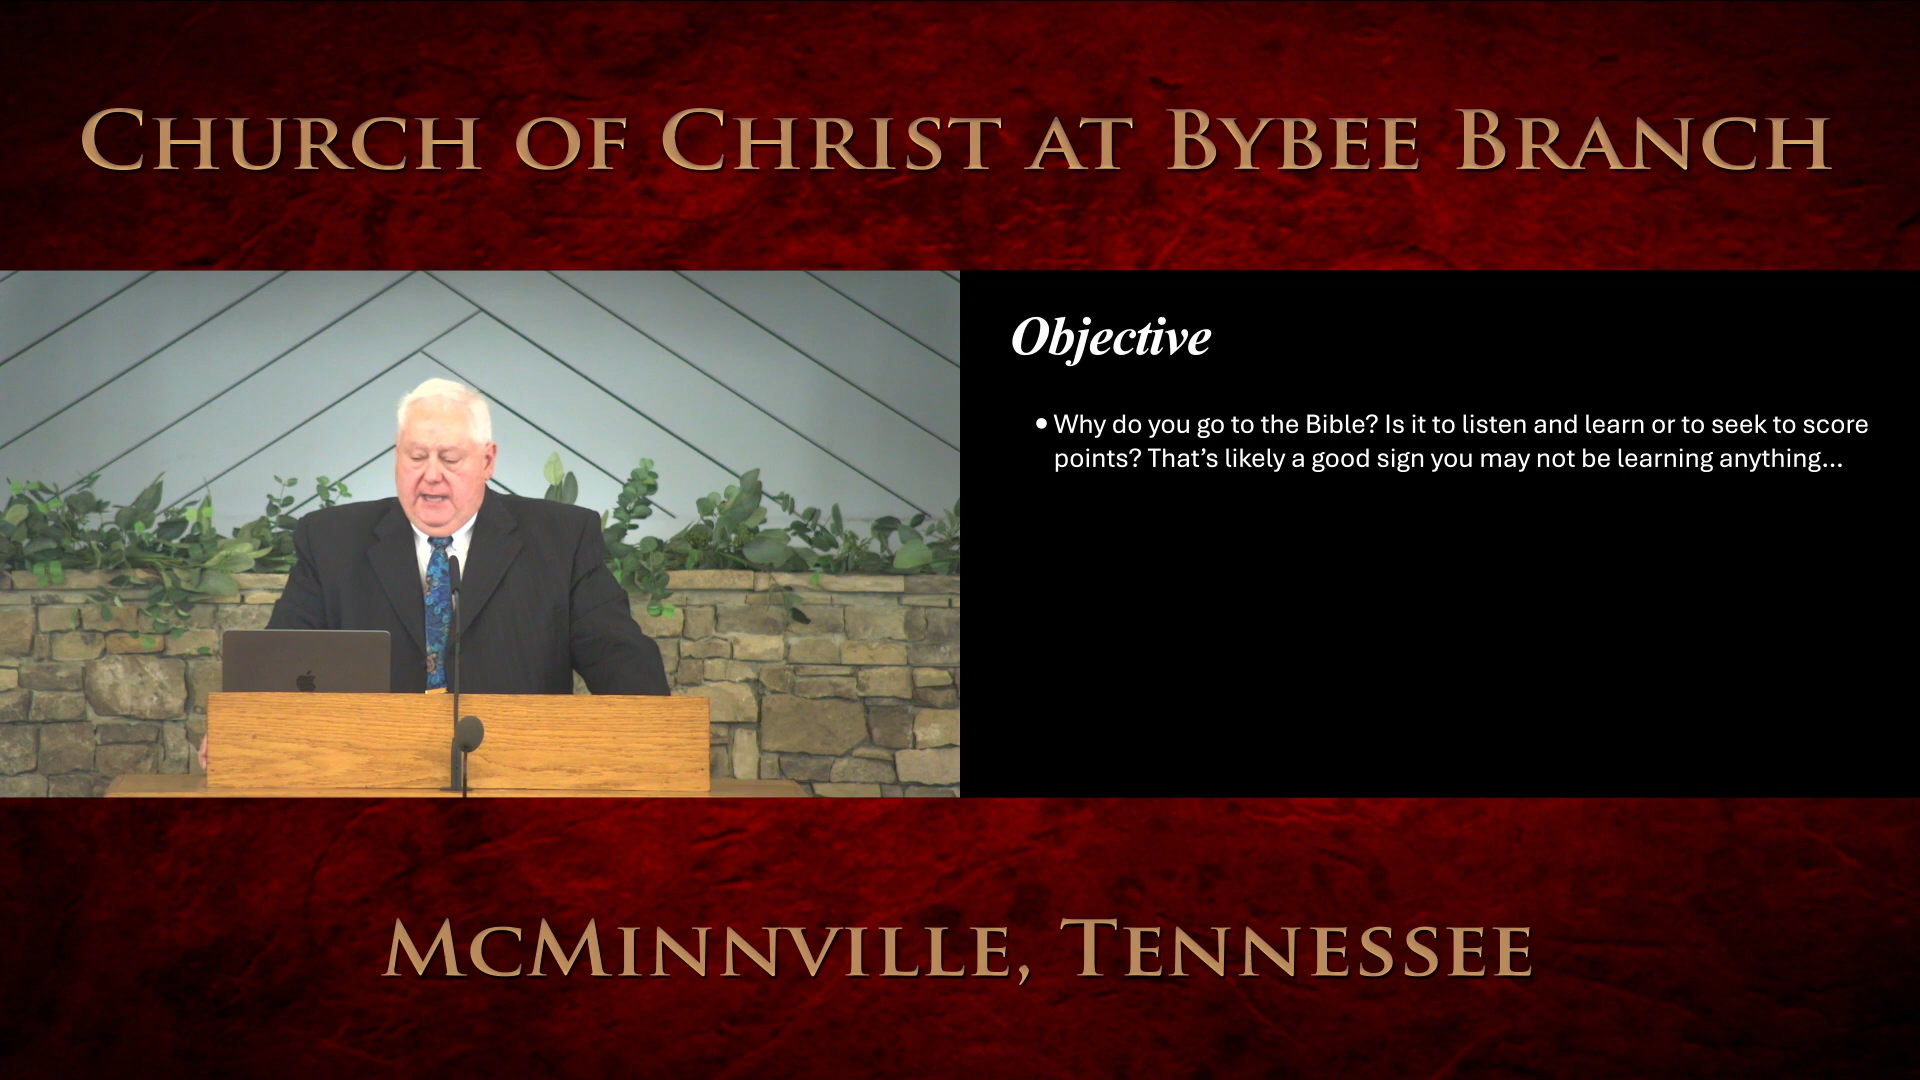 Church of Christ at Bybee Branch
Objective
• Why do you go to the Bible? Is it to listen and learn or to seek to score
points? That’s likely a good sign you may not be learning anything...
McMinnville, Tennessee